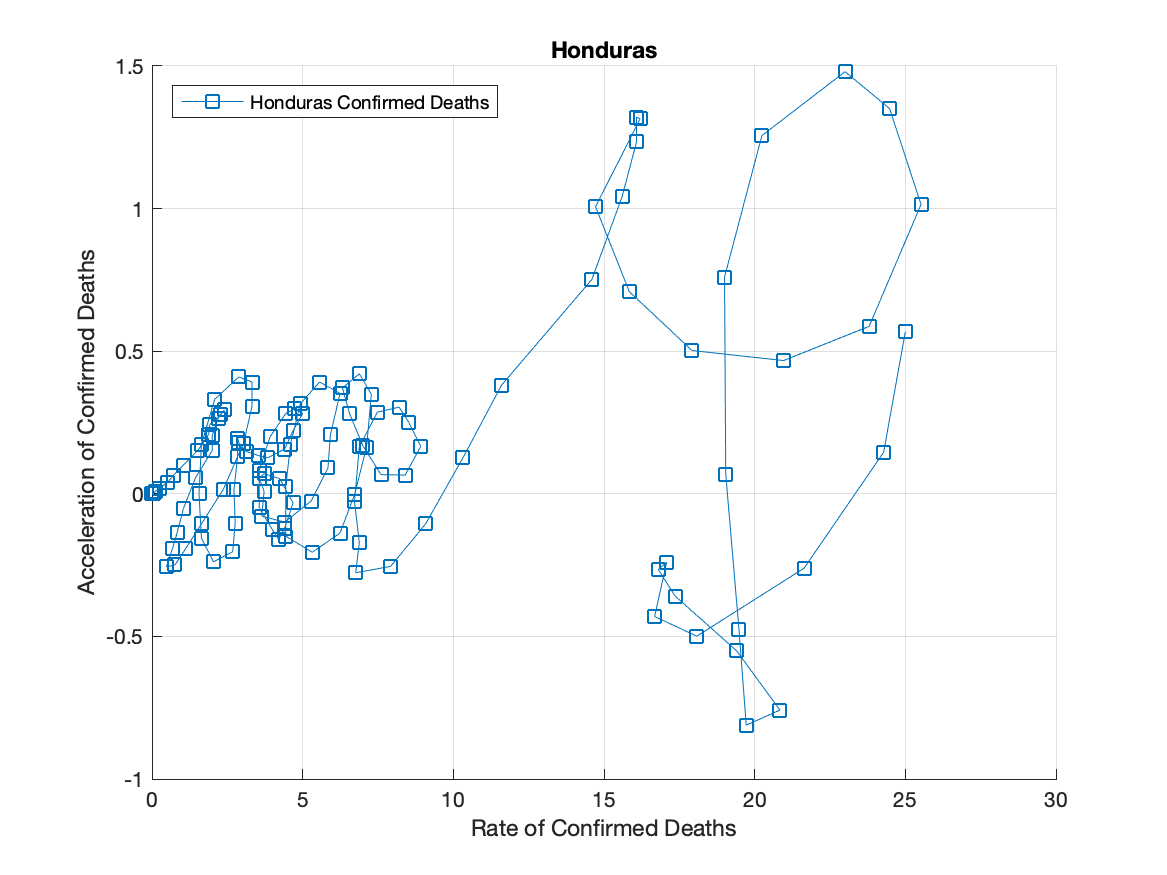 Honduras
1.5
Honduras Confirmed Deaths
1
0.5
0
-0.5
-1
Acceleration of Confirmed Deaths
0 5 10 15 20 25 30
Rate of Confirmed Deaths